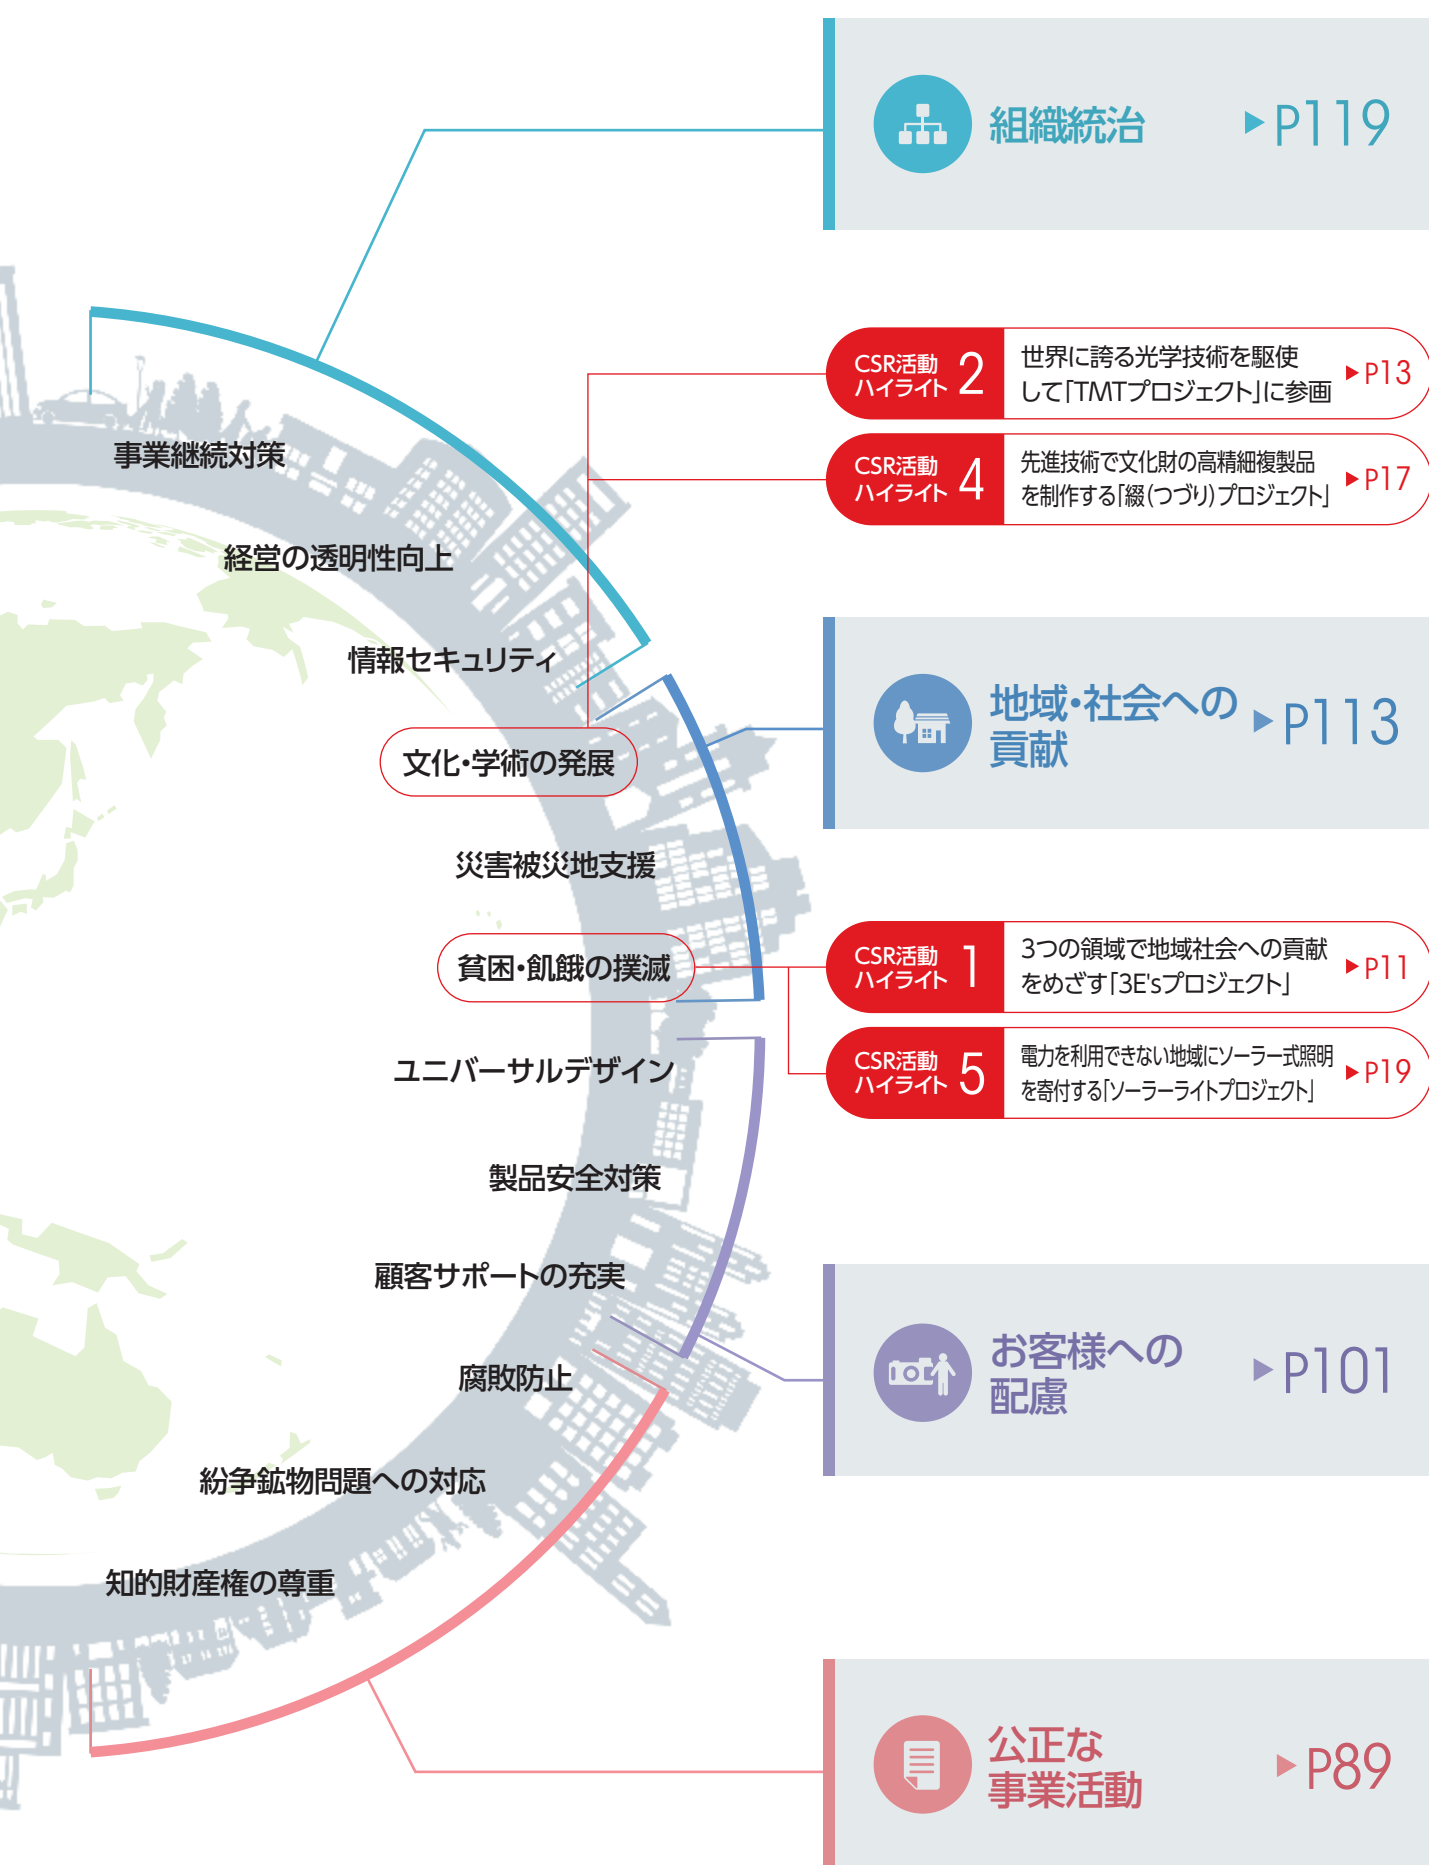 組織統治 ▶P119
CSR活動
ハイライト 2
世界に誇る光学技術を駆使
して「TMTプロジェクト」に参画 ▶P13
CSR活動
ハイライト 4
先進技術で文化財の高精細複製品
を制作する「綴(つづり)プロジェクト」 ▶P17
事業継続対策
経営の透明性向上
情報セキュリティ
地域・社会への
貢献 ▶P113
文化・学術の発展
災害被災地支援
貧困・飢餓の撲滅
CSR活動
ハイライト 1
3つの領域で地域社会への貢献
をめざす「3E'sプロジェクト」 ▶P11
CSR活動
ハイライト 5
電力を利用できない地域にソーラー式照明
を寄付する「ソーラーライトプロジェクト」 ▶P19
ユニバーサルデザイン
製品安全対策
顧客サポートの充実
お客様への
配慮 ▶P101
腐敗防止
紛争鉱物問題への対応
知的財産権の尊重
公正な
事業活動 ▶P89